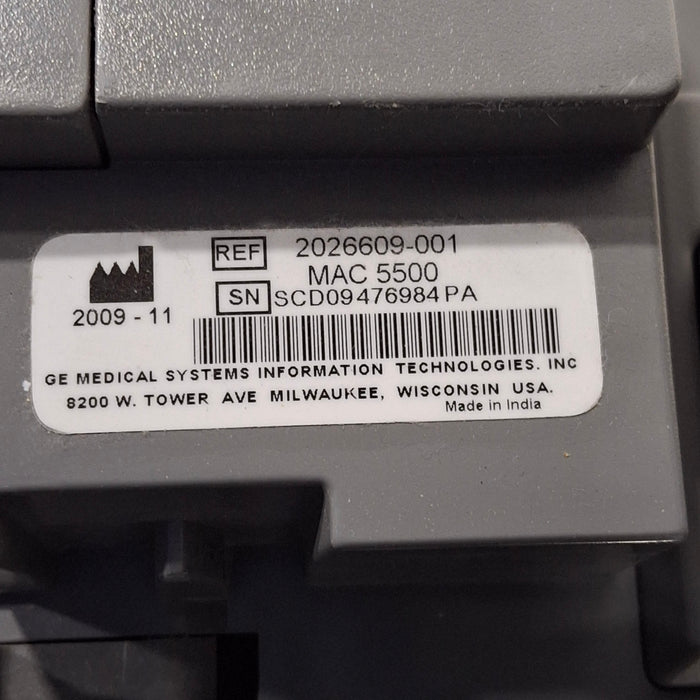 REF 2026609-001
MAC 5500
SN SCD09476984PA
2009 - 11
GE MEDICAL SYSTEMS INFORMATION TECHNOLOGIES. INC
8200 W. TOWER AVE MILWAUKEE, WISCONSIN USA.
Made in India